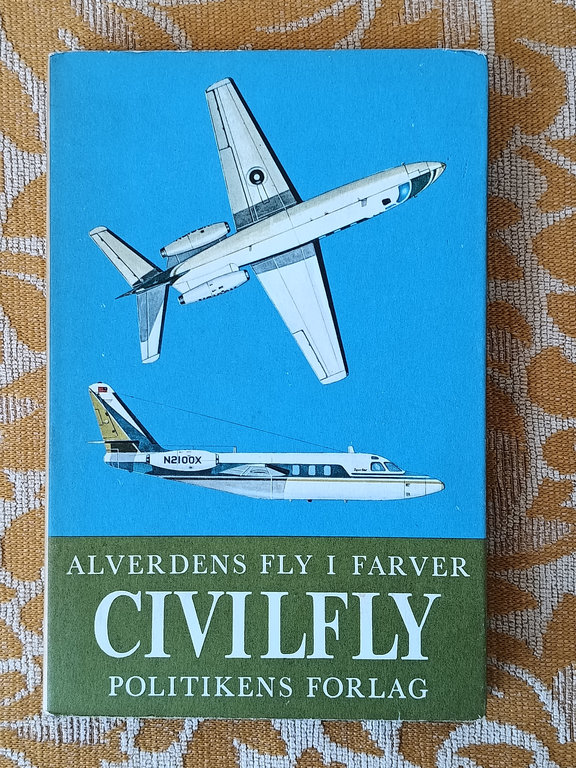 N2100X
ALVERDENS FLY I FARVER
CIVILFLY
POLITIKENS FORLAG